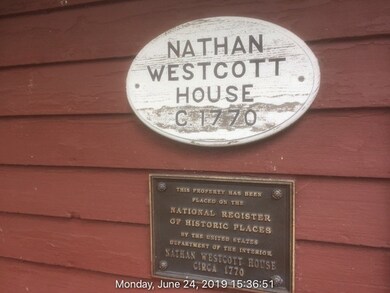 NATHAN
WESTCOTT
HOUSE
C 1770
THIS PROPERTY HAS BEEN
PLACED ON THE
NATIONAL REGISTER
OF HISTORIC PLACES
BY THE UNITED STATES
DEPARTMENT OF THE INTERIOR
NATHAN WESTCOTT HOUSE
CIRCA 1770
Monday, June 24, 2019 15:36:51